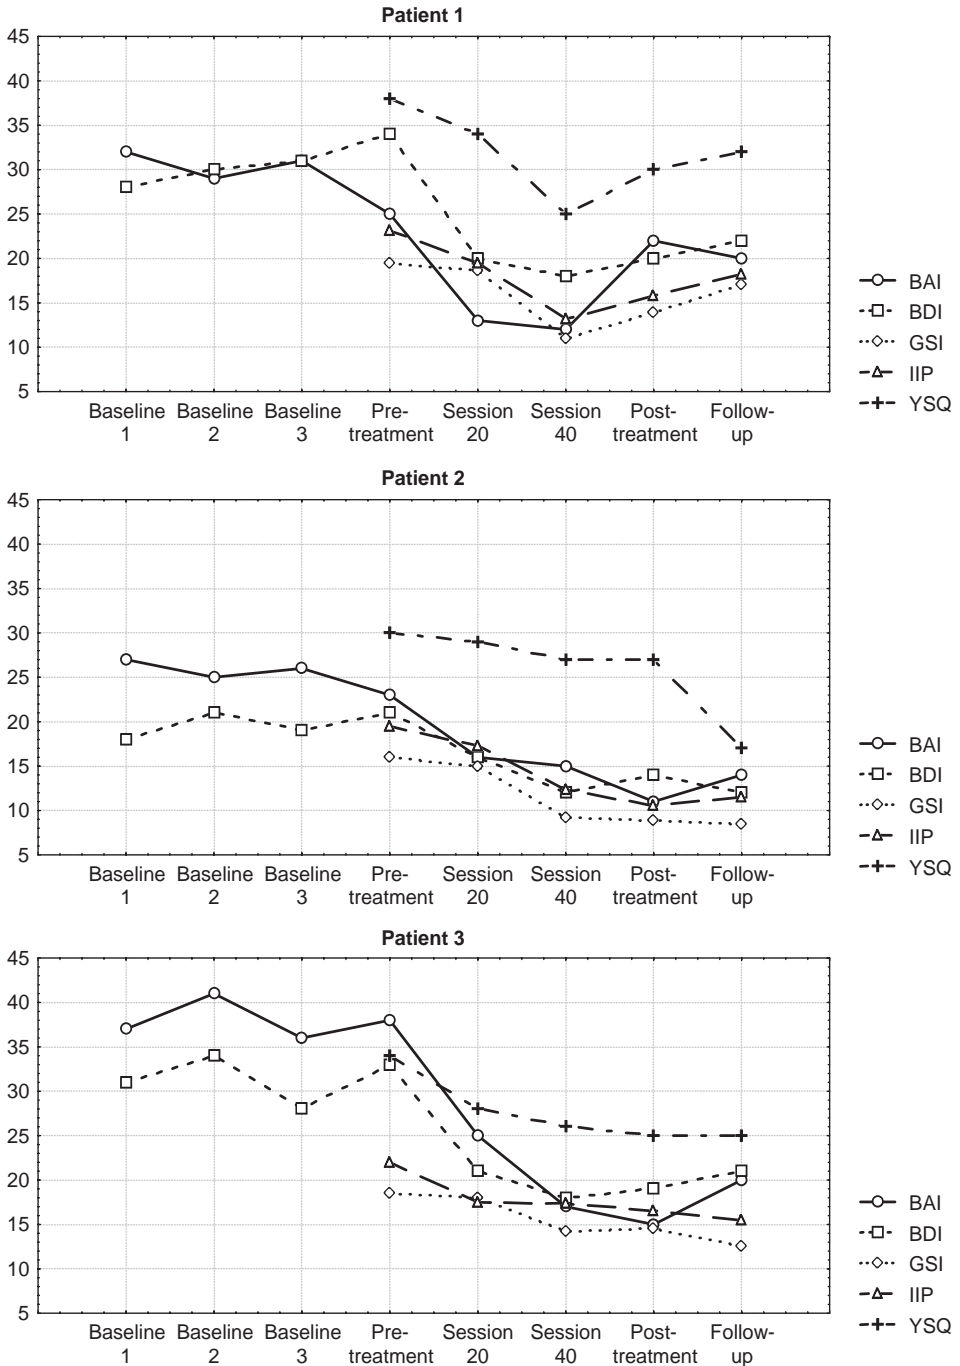 Patient 1
45
40
35
30
25
20
15
10
5
Baseline Baseline Baseline Pre- Session Session Post- Follow-
1 2 3 treatment 20 40 treatment up
BAI
BDI
GSI
IIP
YSQ
Patient 2
45
40
35
30
25
20
15
10
5
Baseline Baseline Baseline Pre- Session Session Post- Follow-
1 2 3 treatment 20 40 treatment up
BAI
BDI
GSI
IIP
YSQ
Patient 3
45
40
35
30
25
20
15
10
5
Baseline Baseline Baseline Pre- Session Session Post- Follow-
1 2 3 treatment 20 40 treatment up
BAI
BDI
GSI
IIP
YSQ